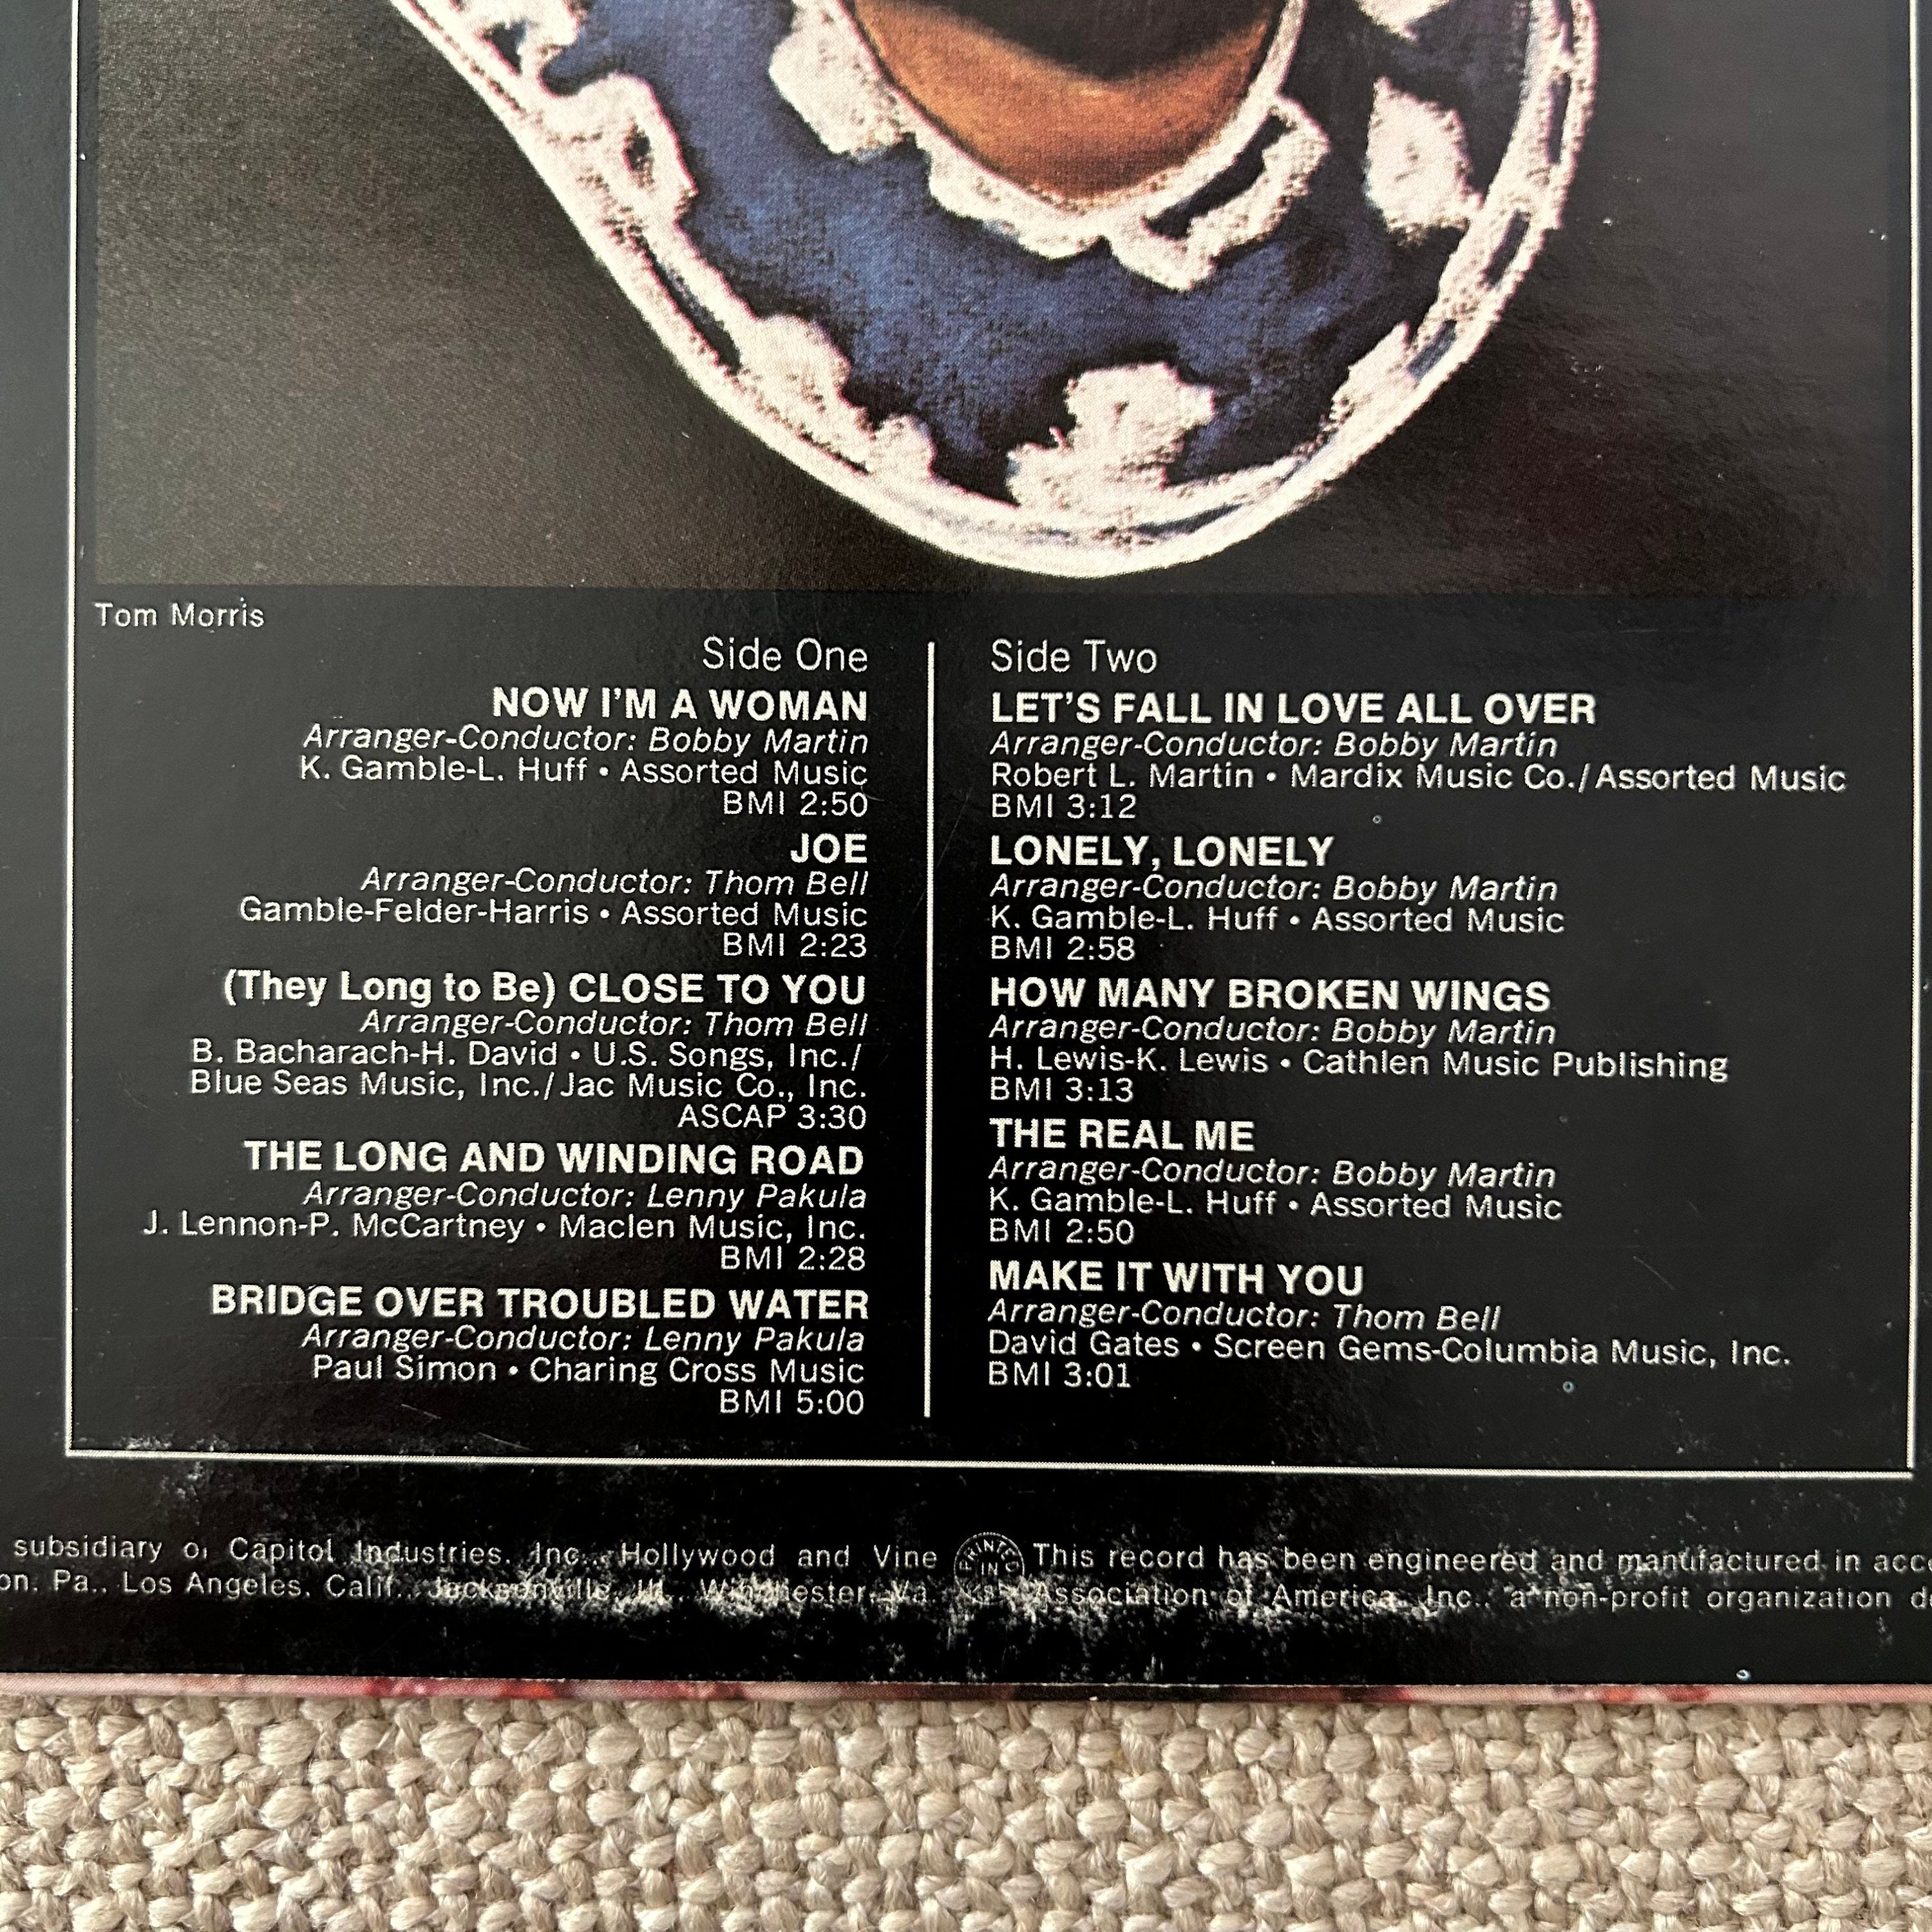 Tom Morris
Side One
NOW I'M A WOMAN
Arranger-Conductor: Bobby Martin
K. Gamble-L. Huff • Assorted Music
BMI 2:50
JOE
Arranger-Conductor: Thom Bell
Gamble-Felder-Harris • Assorted Music
BMI 2:23
(They Long to Be) CLOSE TO YOU
Arranger-Conductor: Thom Bell
B. Bacharach-H. David • U.S. Songs, Inc./
Blue Seas Music, Inc./Jac Music Co., Inc.
ASCAP 3:30
THE LONG AND WINDING ROAD
Arranger-Conductor: Lenny Pakula
J. Lennon-P. McCartney • Maclen Music, Inc.
BMI 2:28
BRIDGE OVER TROUBLED WATER
Arranger-Conductor: Lenny Pakula
Paul Simon • Charing Cross Music
BMI 5:00
Side Two
LET'S FALL IN LOVE ALL OVER
Arranger-Conductor: Bobby Martin
Robert L. Martin • Mardix Music Co./Assorted Music
BMI 3:12
LONELY, LONELY
Arranger-Conductor: Bobby Martin
K. Gamble-L. Huff • Assorted Music
BMI 2:58
HOW MANY BROKEN WINGS
Arranger-Conductor: Bobby Martin
H. Lewis-K. Lewis • Cathlen Music Publishing
BMI 3:13
THE REAL ME
Arranger-Conductor: Bobby Martin
K. Gamble-L. Huff • Assorted Music
BMI 2:50
MAKE IT WITH YOU
Arranger-Conductor: Thom Bell
David Gates • Screen Gems-Columbia Music, Inc.
BMI 3:01
subsidiary of Capitol Industries, Inc., Hollywood and Vine
on, Pa., Los Angeles, Calif., Jacksonville, Ill., Winchester, Va.
PRINTED IN
This record has been engineered and manufactured in acc
Association of America, Inc., a non-profit organization d